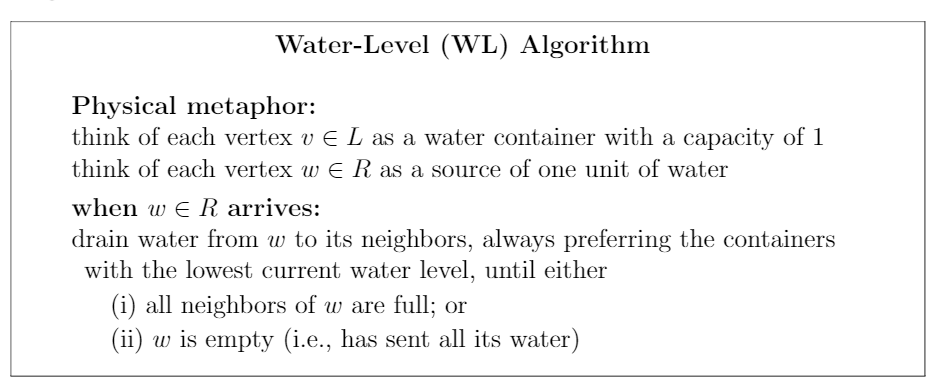 Water-Level (WL) Algorithm
Physical metaphor:
think of each vertex v ∈ L as a water container with a capacity of 1
think of each vertex w ∈ R as a source of one unit of water
when w ∈ R arrives:
drain water from w to its neighbors, always preferring the containers
with the lowest current water level, until either
(i) all neighbors of w are full; or
(ii) w is empty (i.e., has sent all its water)